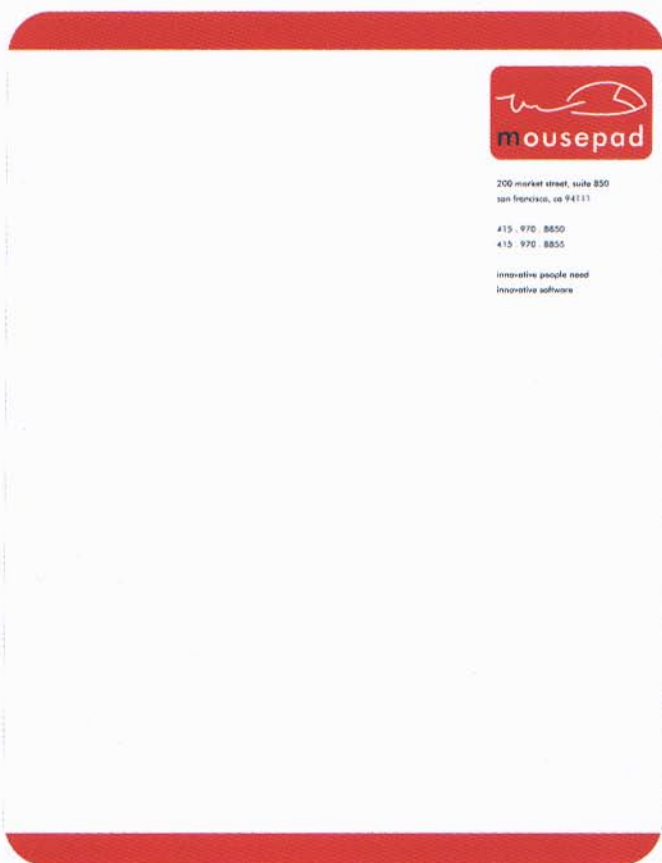 mousepad
200 market street, suite 850
san francisco, ca 94111
415 . 970 . 8850
415 . 970 . 8855
innovative people need
innovative software